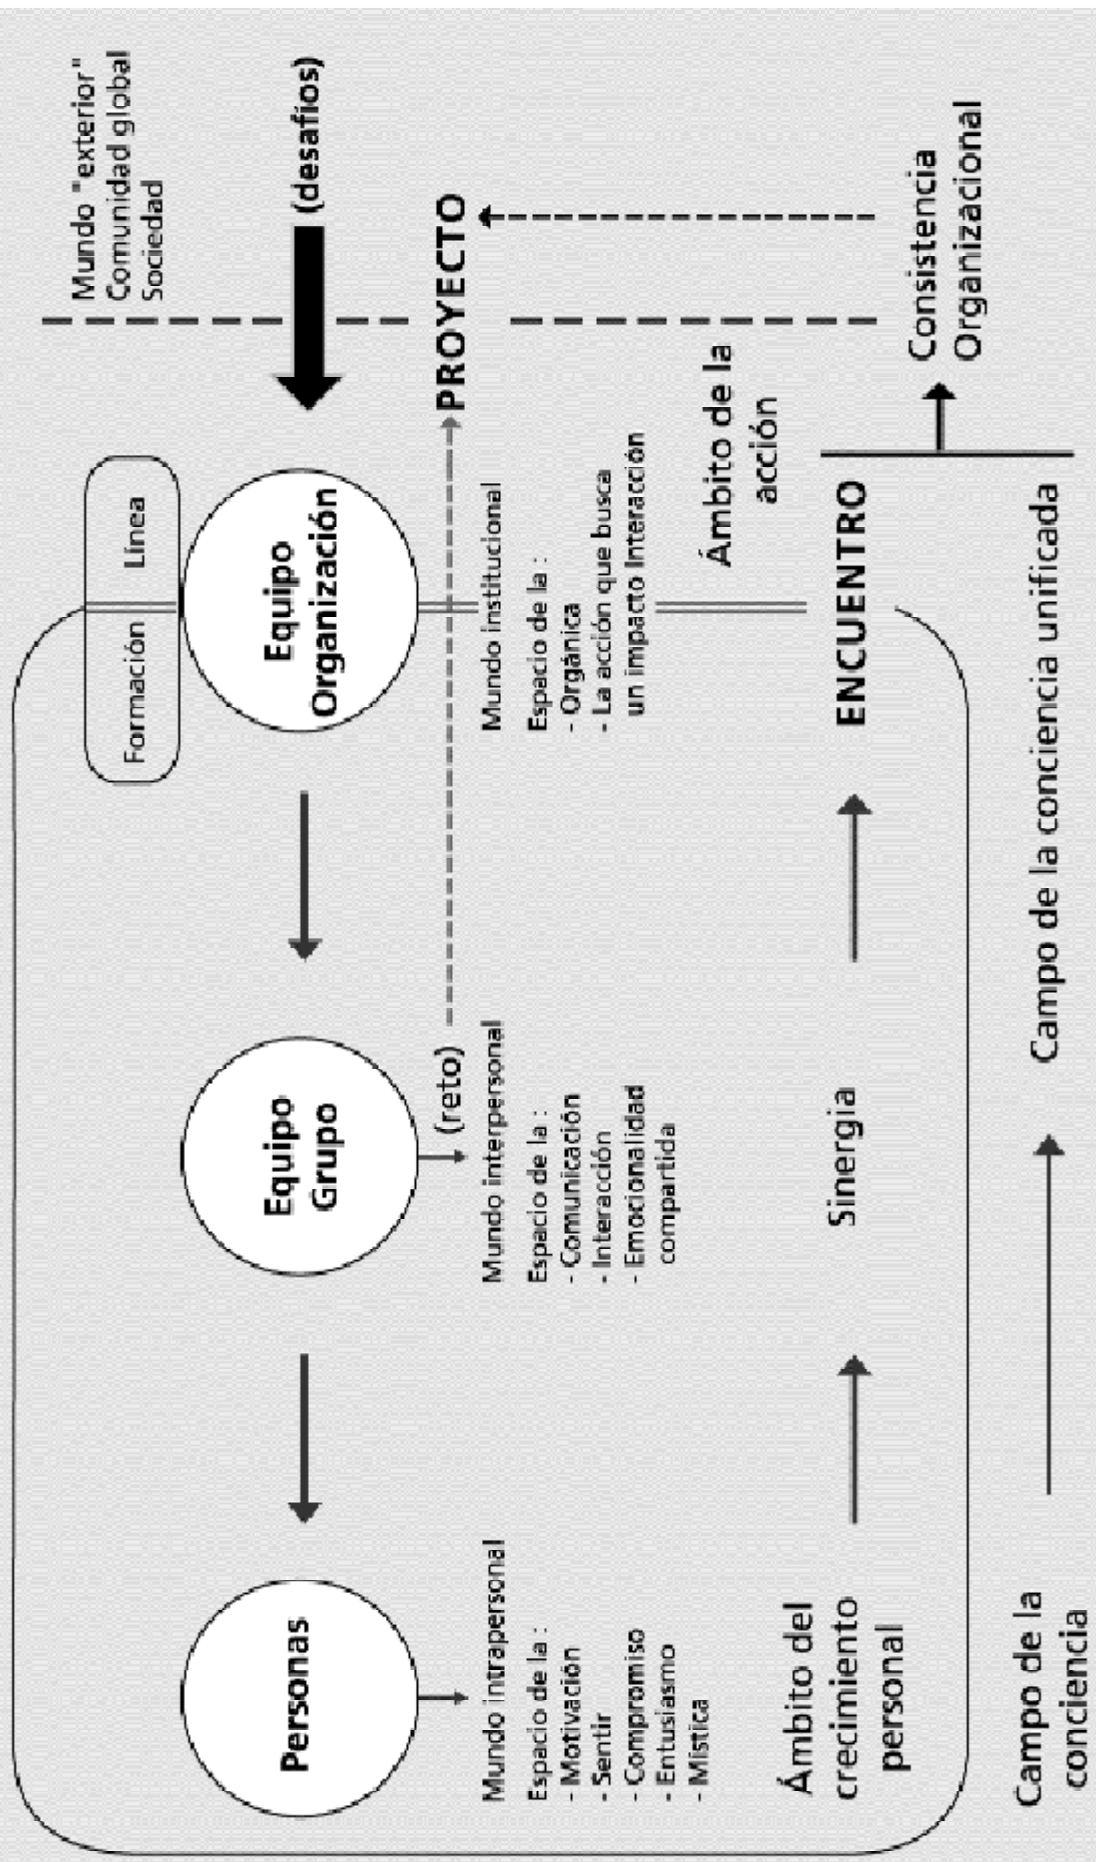 Mundo "exterior"
Comunidad global
Sociedad
(desafíos)
Formación
Línea
Personas
Equipo
Grupo
Equipo
Organización
(reto)
PROYECTO
Mundo intrapersonal
Espacio de la :
- Motivación
- Sentir
- Compromiso
- Entusiasmo
- Mística
Mundo interpersonal
Espacio de la :
- Comunicación
- Interacción
- Emocionalidad
compartida
Mundo institucional
Espacio de la :
- Orgánica
- La acción que busca
un impacto Interacción
Ámbito de la
acción
Ámbito del
crecimiento
personal
Sinergia
ENCUENTRO
Consistencia
Organizacional
Campo de la
conciencia
Campo de la conciencia unificada